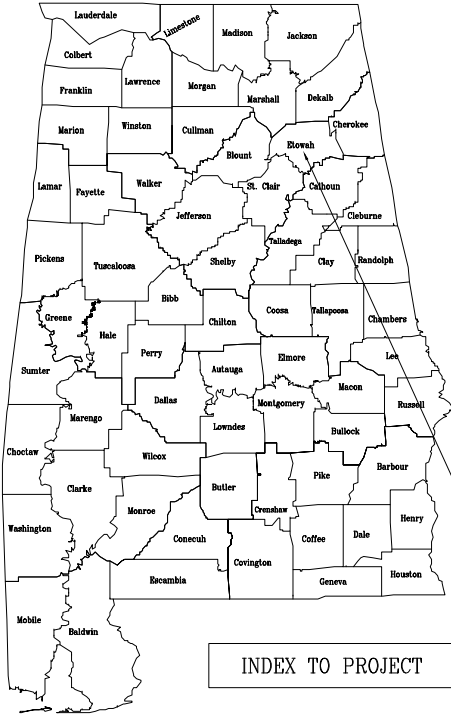 Lauderdale
Limestone
Madison
Jackson
Colbert
Lawrence
Franklin
Morgan
Marshall
Dekalb
Cherokee
Marion
Winston
Cullman
Etowah
Blount
Lamar
Fayette
Walker
St. Clair
Calhoun
Jefferson
Cleburne
Talladega
Pickens
Tuscaloosa
Shelby
Clay
Randolph
Bibb
Greene
Hale
Chilton
Coosa
Tallapoosa
Chambers
Perry
Sumter
Autauga
Elmore
Lee
Macon
Dallas
Marengo
Montgomery
Russell
Lowndes
Bullock
Choctaw
Wilcox
Barbour
Clarke
Butler
Pike
Monroe
Crenshaw
Washington
Conecuh
Coffee
Dale
Henry
Covington
Escambia
Geneva
Houston
Mobile
Baldwin
INDEX TO PROJECT